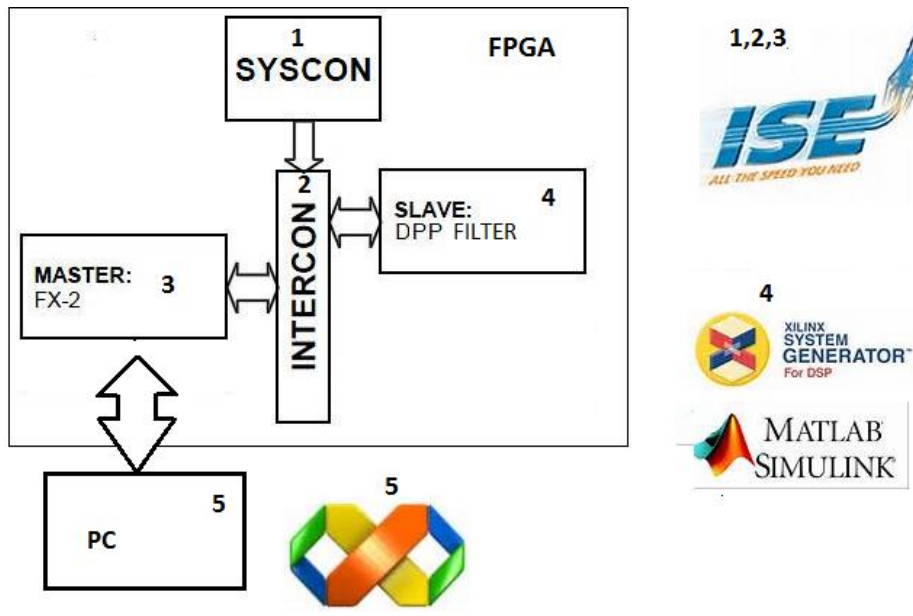 1
SYSCON
FPGA
2
INTERCON
SLAVE:
DPP FILTER
4
MASTER:
FX-2
3
5
PC
5
1,2,3
ISE
ALL THE SPEED YOU NEED
4
XILINX
SYSTEM
GENERATOR™
For DSP
MATLAB
SIMULINK®